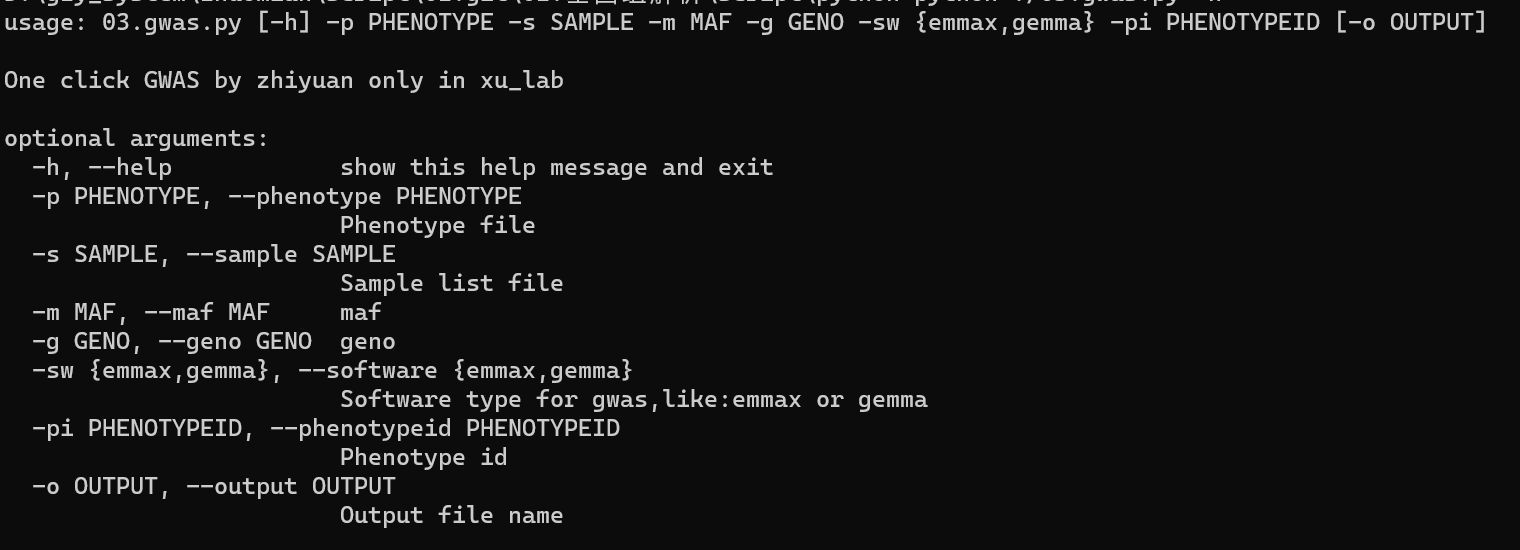 usage: 03.gwas.py [-h] -p PHENOTYPE -s SAMPLE -m MAF -g GENO -sw {emmax,gemma} -pi PHENOTYPEID [-o OUTPUT]
One click GWAS by zhiyuan only in xu_lab
optional arguments:
-h, --help show this help message and exit
-p PHENOTYPE, --phenotype PHENOTYPE
Phenotype file
-s SAMPLE, --sample SAMPLE
Sample list file
-m MAF, --maf MAF maf
-g GENO, --geno GENO geno
-sw {emmax,gemma}, --software {emmax,gemma}
Software type for gwas,like:emmax or gemma
-pi PHENOTYPEID, --phenotypeid PHENOTYPEID
Phenotype id
-o OUTPUT, --output OUTPUT
Output file name